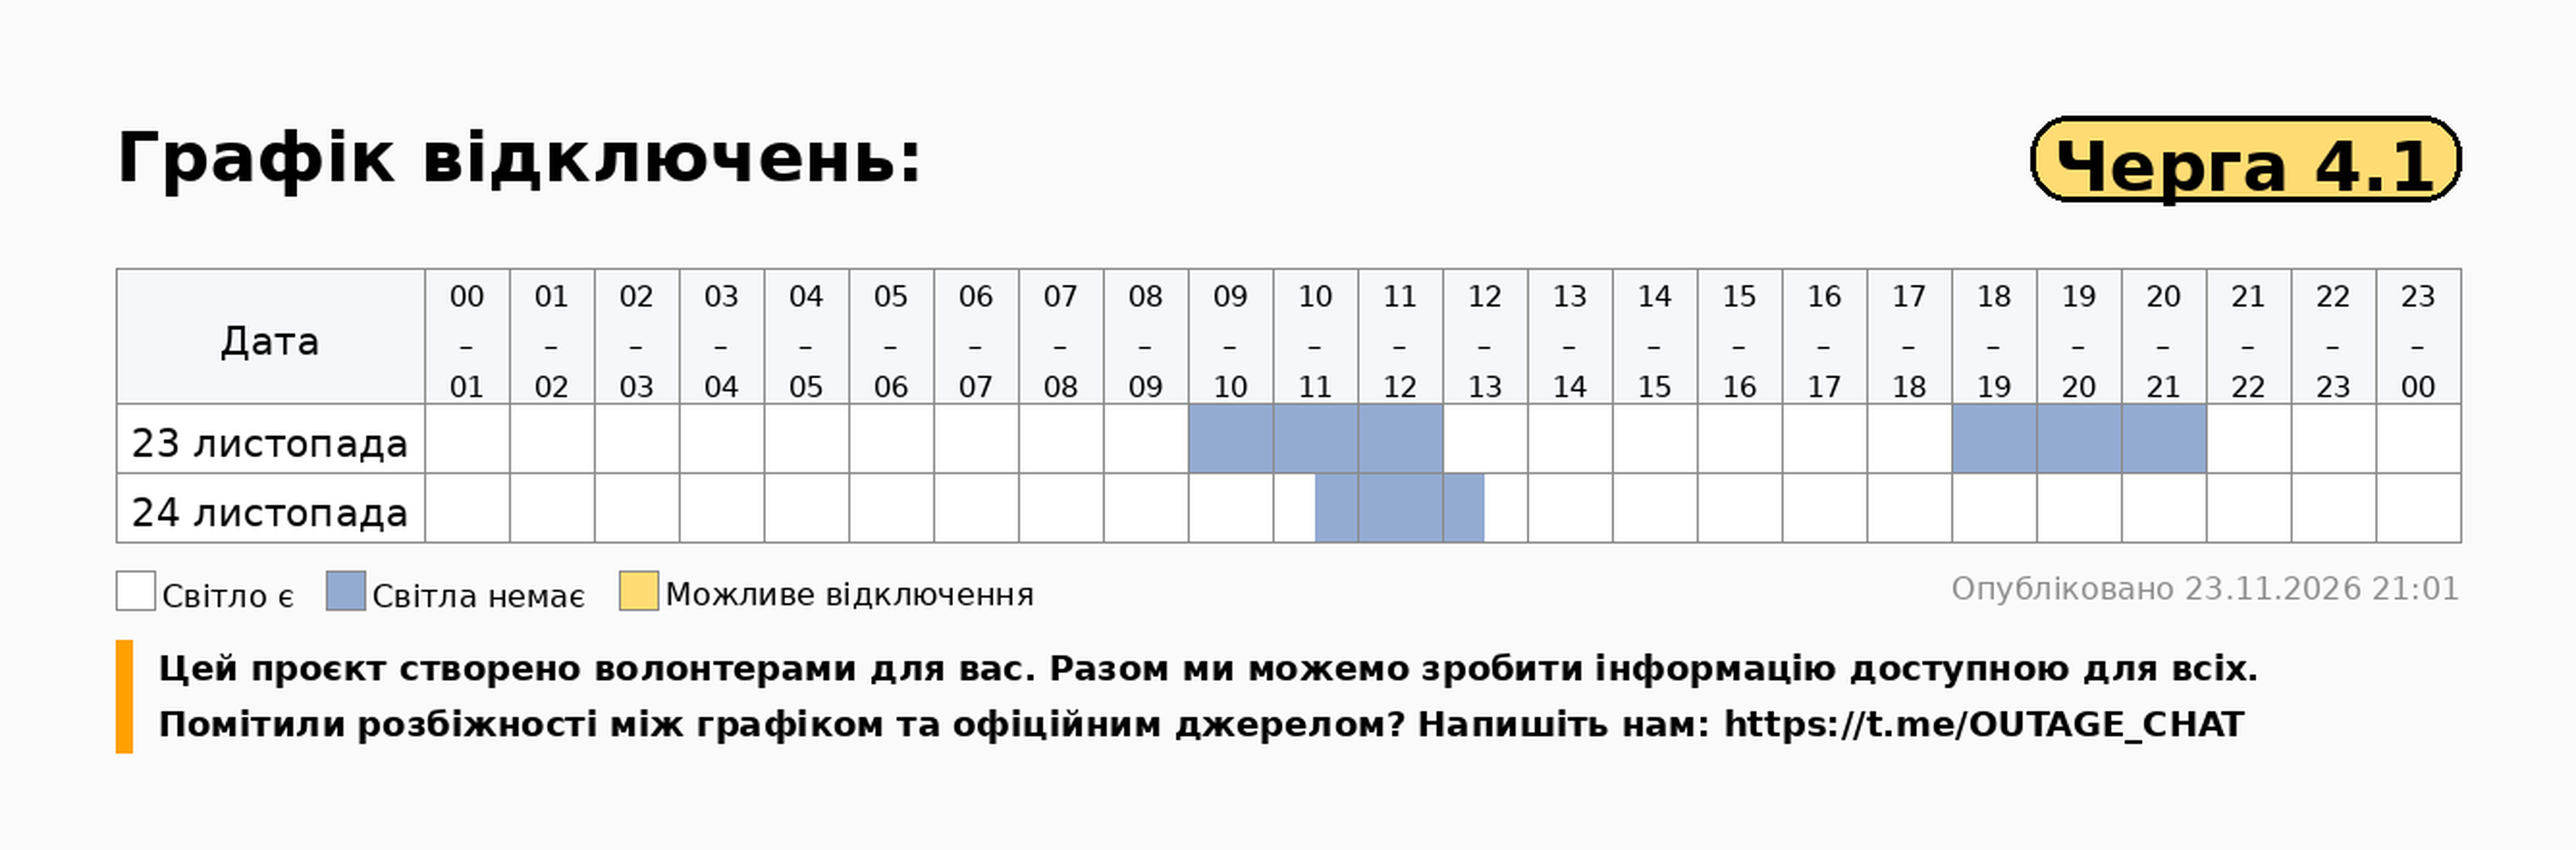 Графік відключень:
Черга 4.1
Дата
00 – 01
01 – 02
02 – 03
03 – 04
04 – 05
05 – 06
06 – 07
07 – 08
08 – 09
09 – 10
10 – 11
11 – 12
12 – 13
13 – 14
14 – 15
15 – 16
16 – 17
17 – 18
18 – 19
19 – 20
20 – 21
21 – 22
22 – 23
23 – 00
23 листопада
24 листопада
Світло є
Світла немає
Можливе відключення
Опубліковано 23.11.2026 21:01
Цей проєкт створено волонтерами для вас. Разом ми можемо зробити інформацію доступною для всіх.
Помітили розбіжності між графіком та офіційним джерелом? Напишіть нам: https://t.me/OUTAGE_CHAT